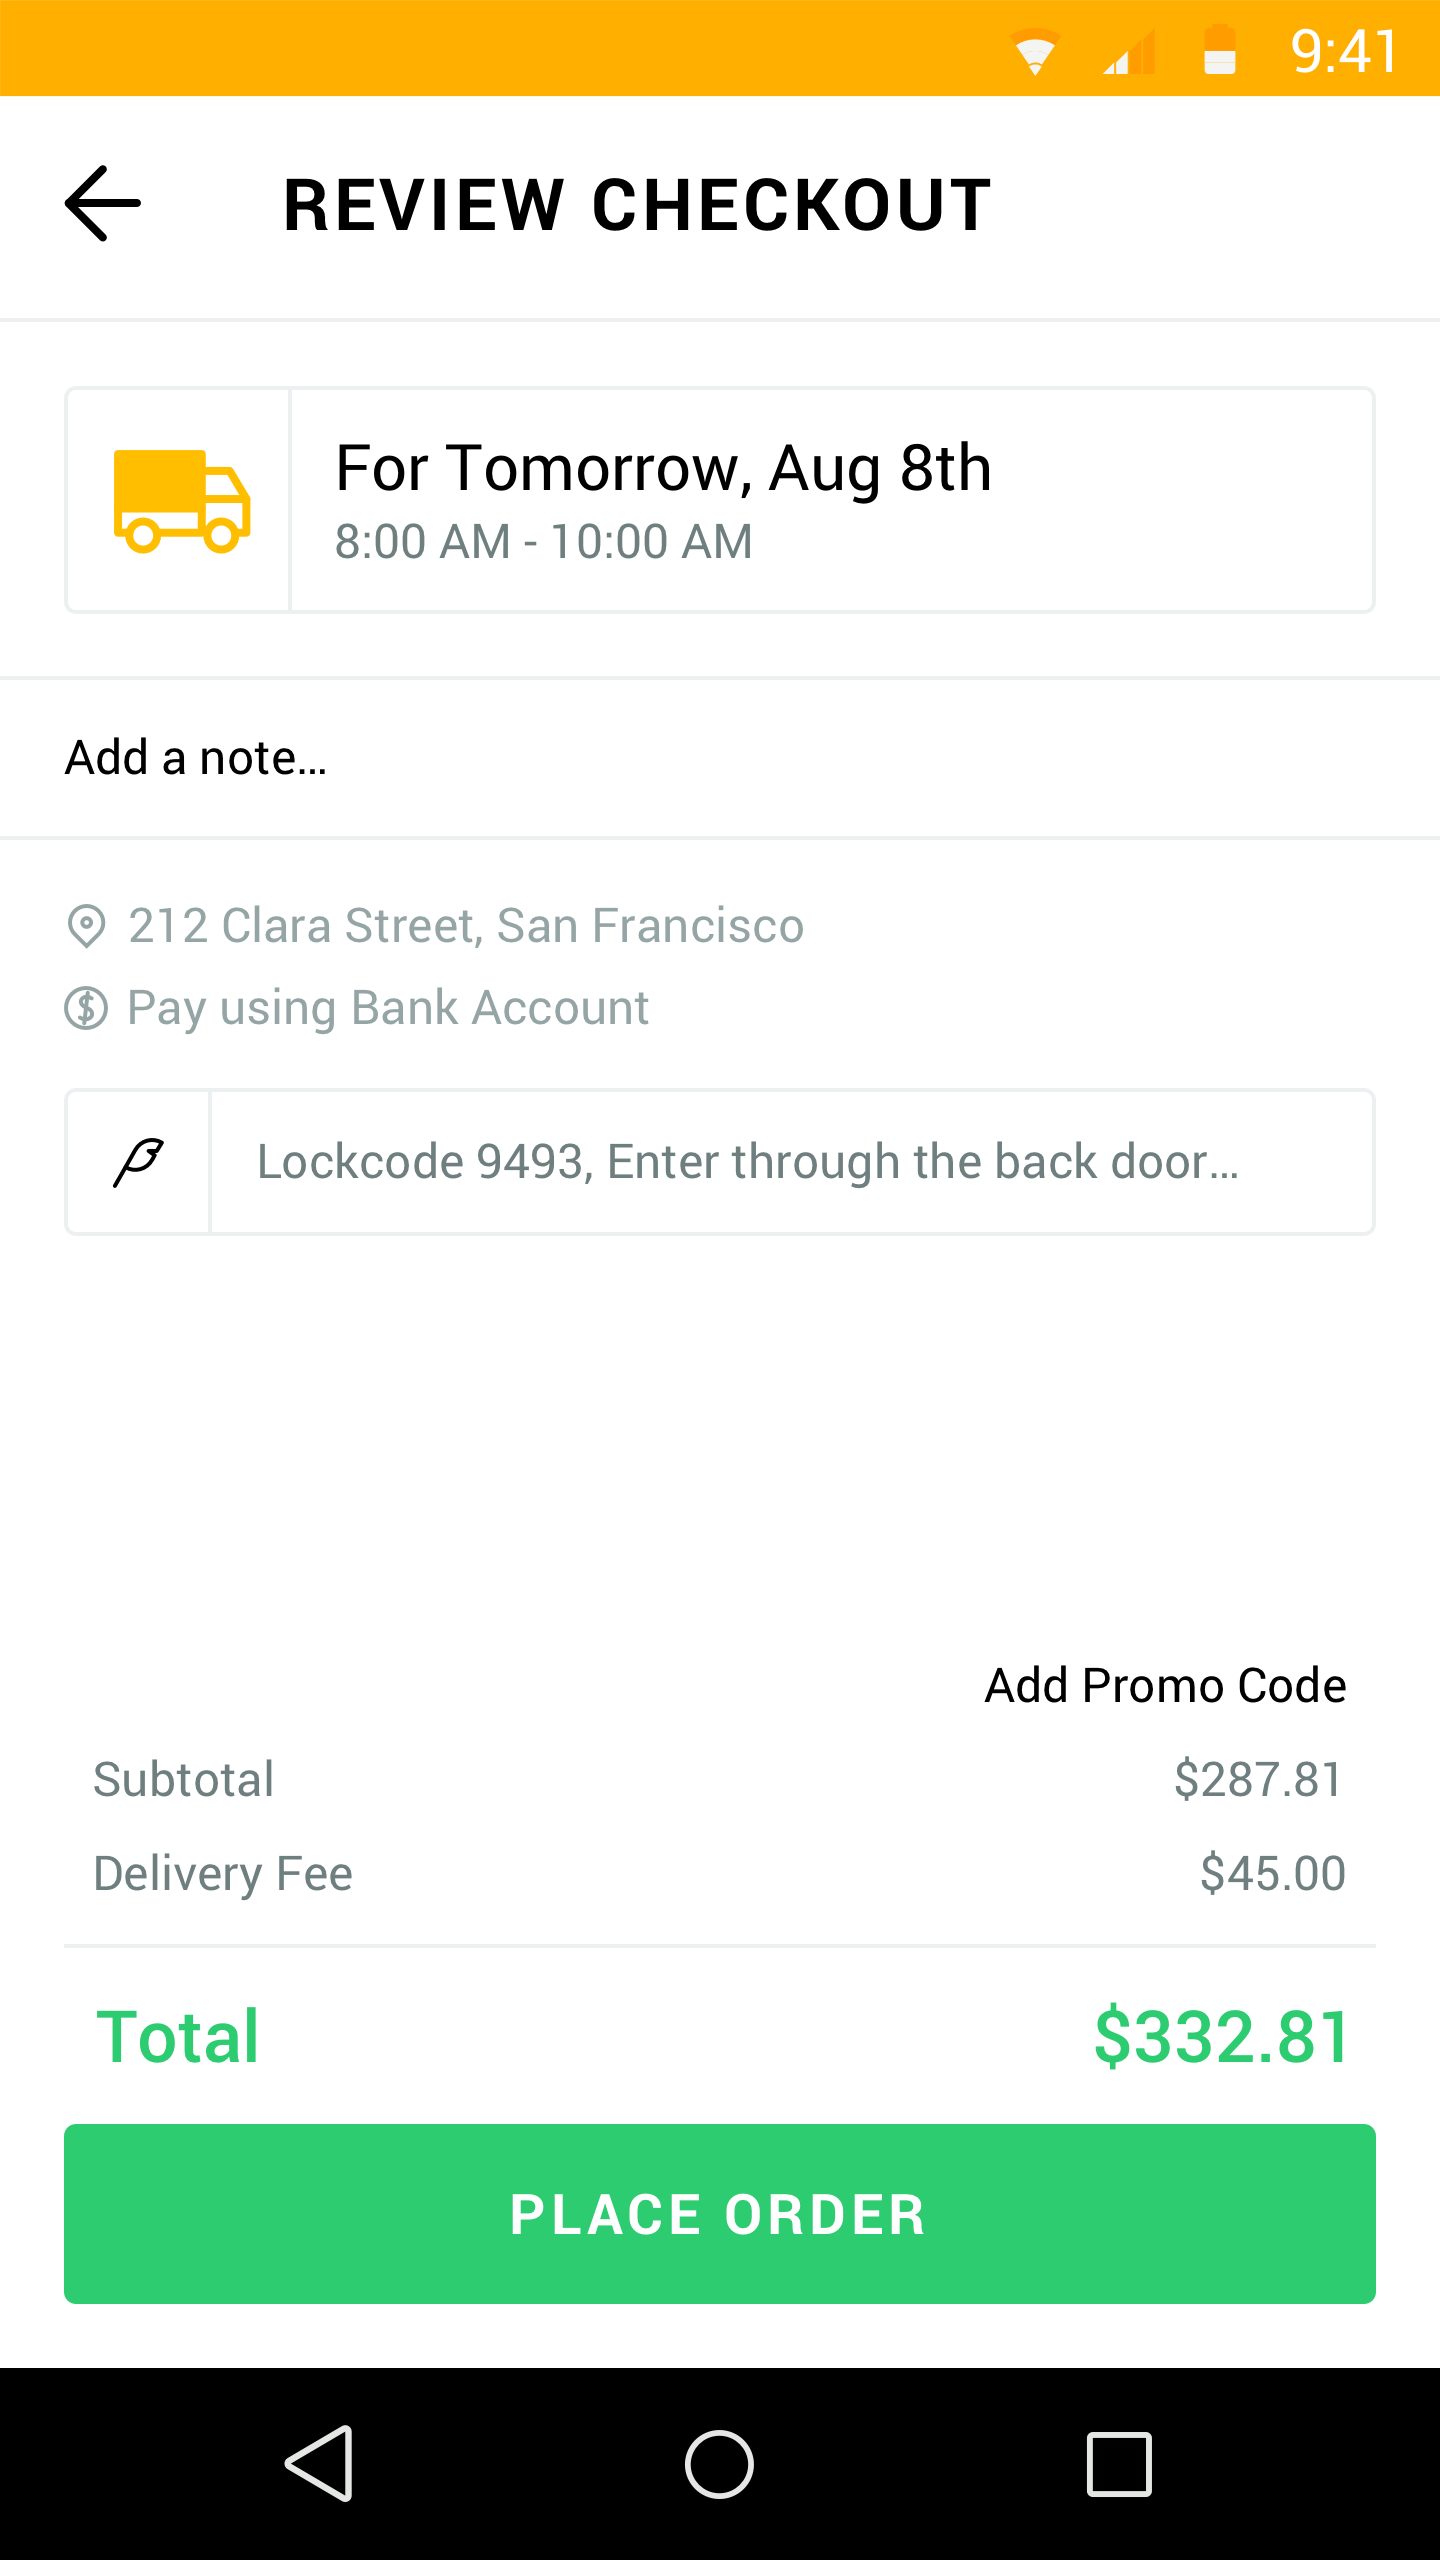 9:41
REVIEW CHECKOUT
For Tomorrow, Aug 8th
8:00 AM - 10:00 AM
Add a note...
212 Clara Street, San Francisco
Pay using Bank Account
Lockcode 9493, Enter through the back door...
Add Promo Code
Subtotal $287.81
Delivery Fee $45.00
Total $332.81
PLACE ORDER